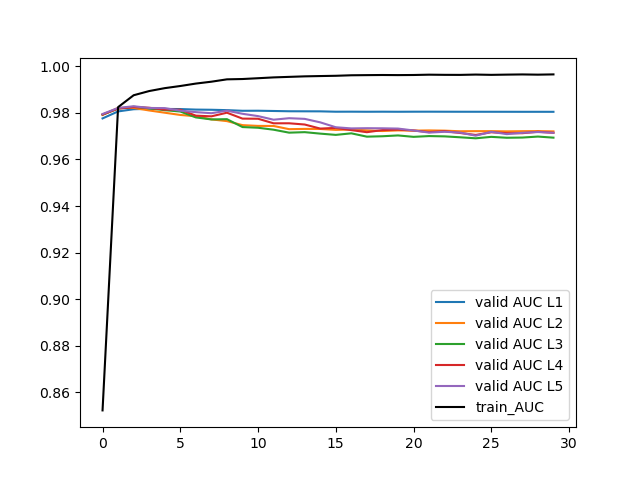 1.00
0.98
0.96
0.94
0.92
0.90
0.88
0.86
0 5 10 15 20 25 30
valid AUC L1
valid AUC L2
valid AUC L3
valid AUC L4
valid AUC L5
train_AUC